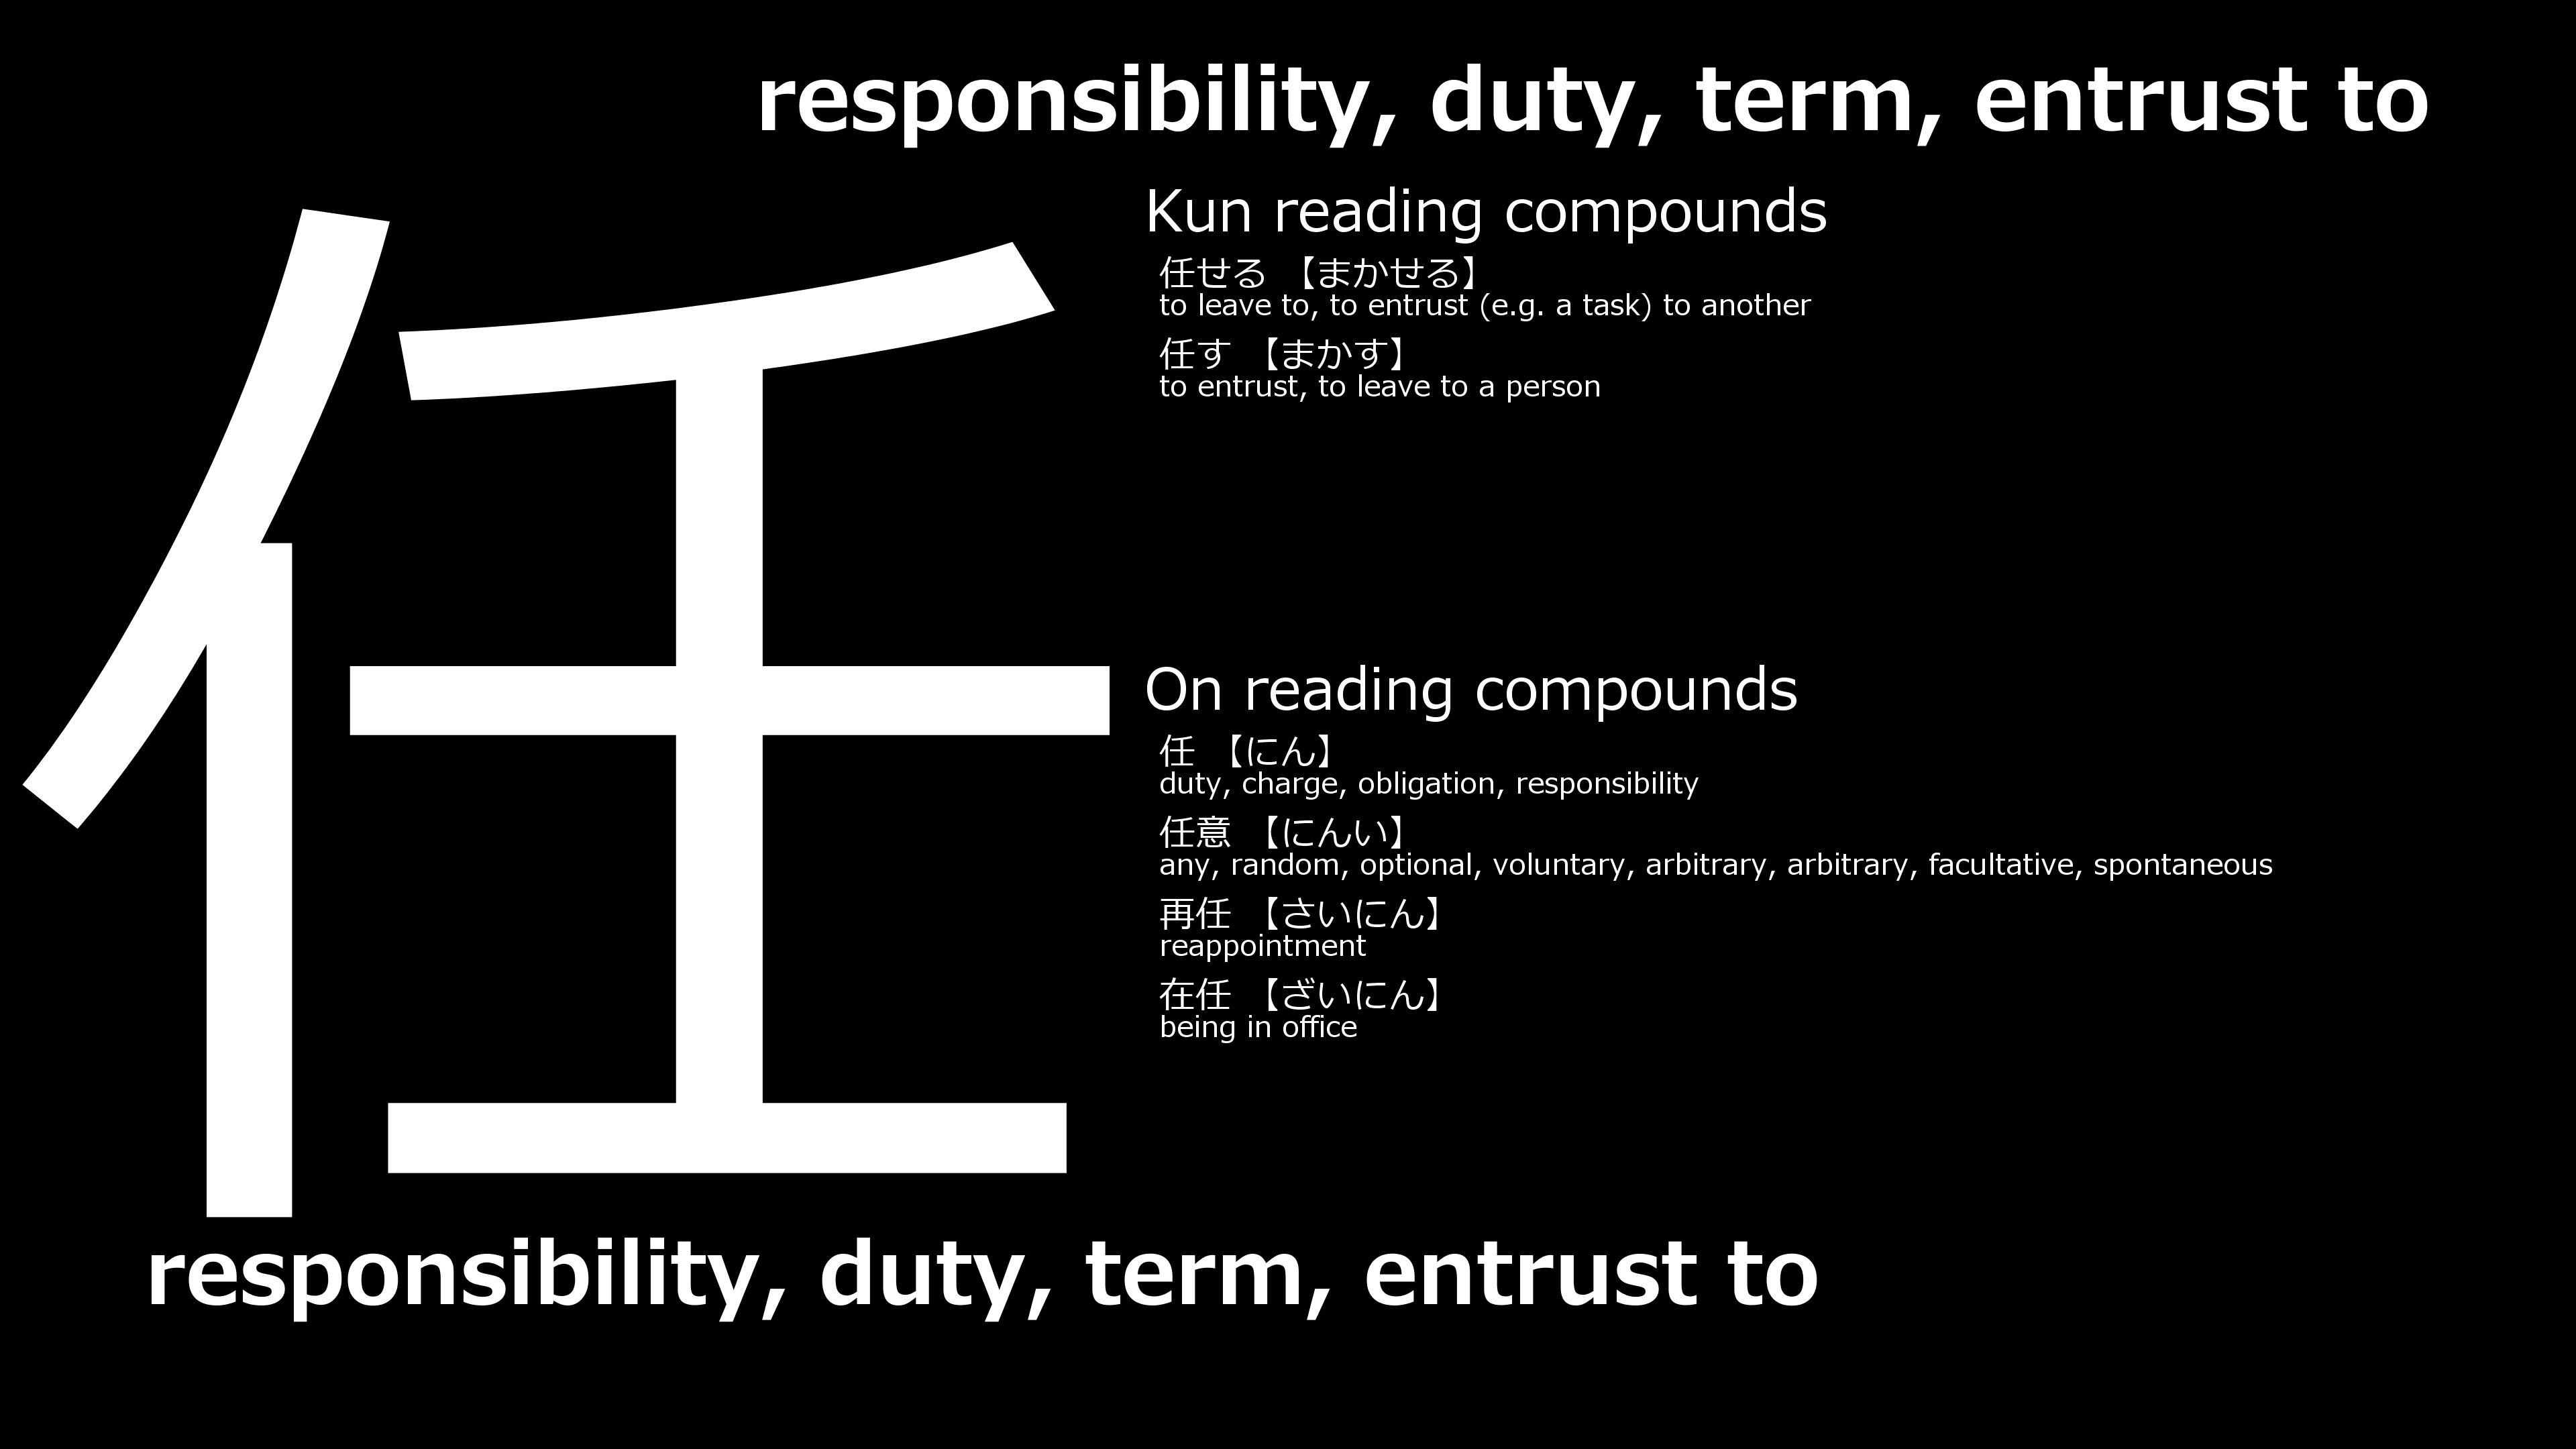 responsibility, duty, term, entrust to
任
Kun reading compounds
任せる 【まかせる】
to leave to, to entrust (e.g. a task) to another
任す 【まかす】
to entrust, to leave to a person
On reading compounds
任 【にん】
duty, charge, obligation, responsibility
任意 【にんい】
any, random, optional, voluntary, arbitrary, arbitrary, facultative, spontaneous
再任 【さいにん】
reappointment
在任 【ざいにん】
being in office
responsibility, duty, term, entrust to